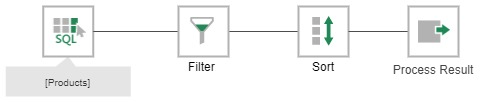 SQL
[Products]
Filter
Sort
Process Result